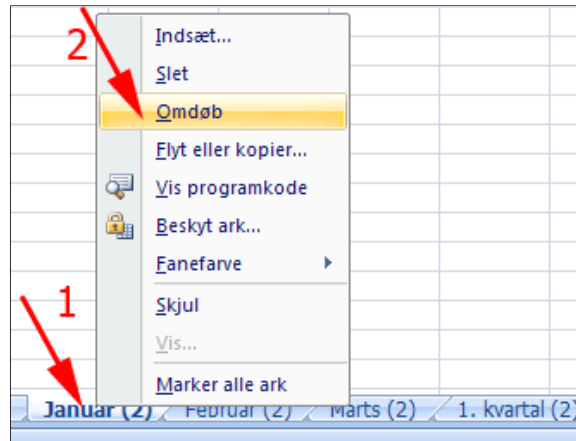 2
Indsæt...
Slet
Omdøb
Flyt eller kopier...
Vis programkode
Beskyt ark...
Fanefarve
1
Skjul
Vis...
Marker alle ark
Januar (2) Februar (2) Marts (2) 1. kvartal (2)